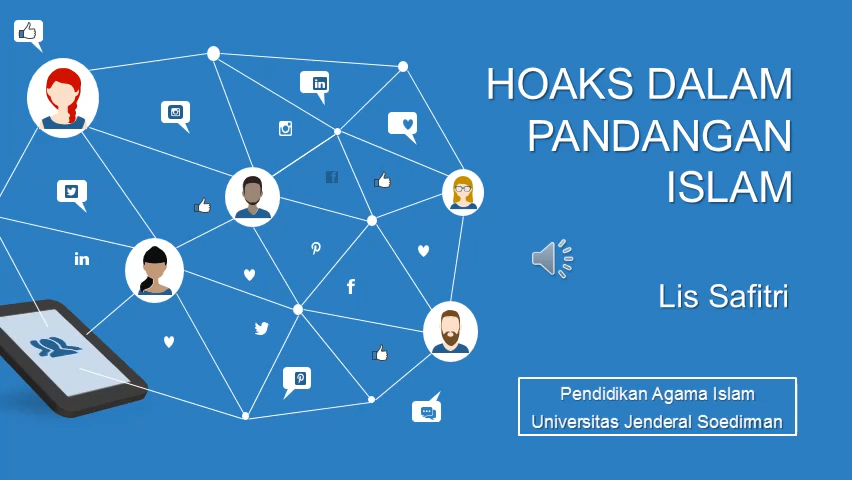 HOAKS DALAM
PANDANGAN
ISLAM
Lis Safitri
Pendidikan Agama Islam
Universitas Jenderal Soedirman